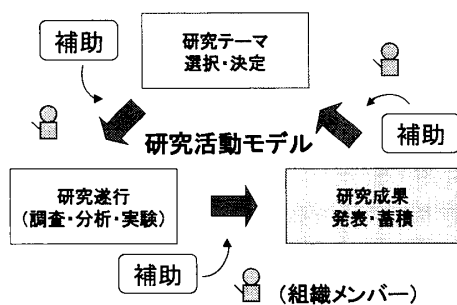 補助
研究テーマ
選択・決定
研究活動モデル
補助
研究遂行
(調査・分析・実験)
研究成果
発表・蓄積
補助
(組織メンバー)